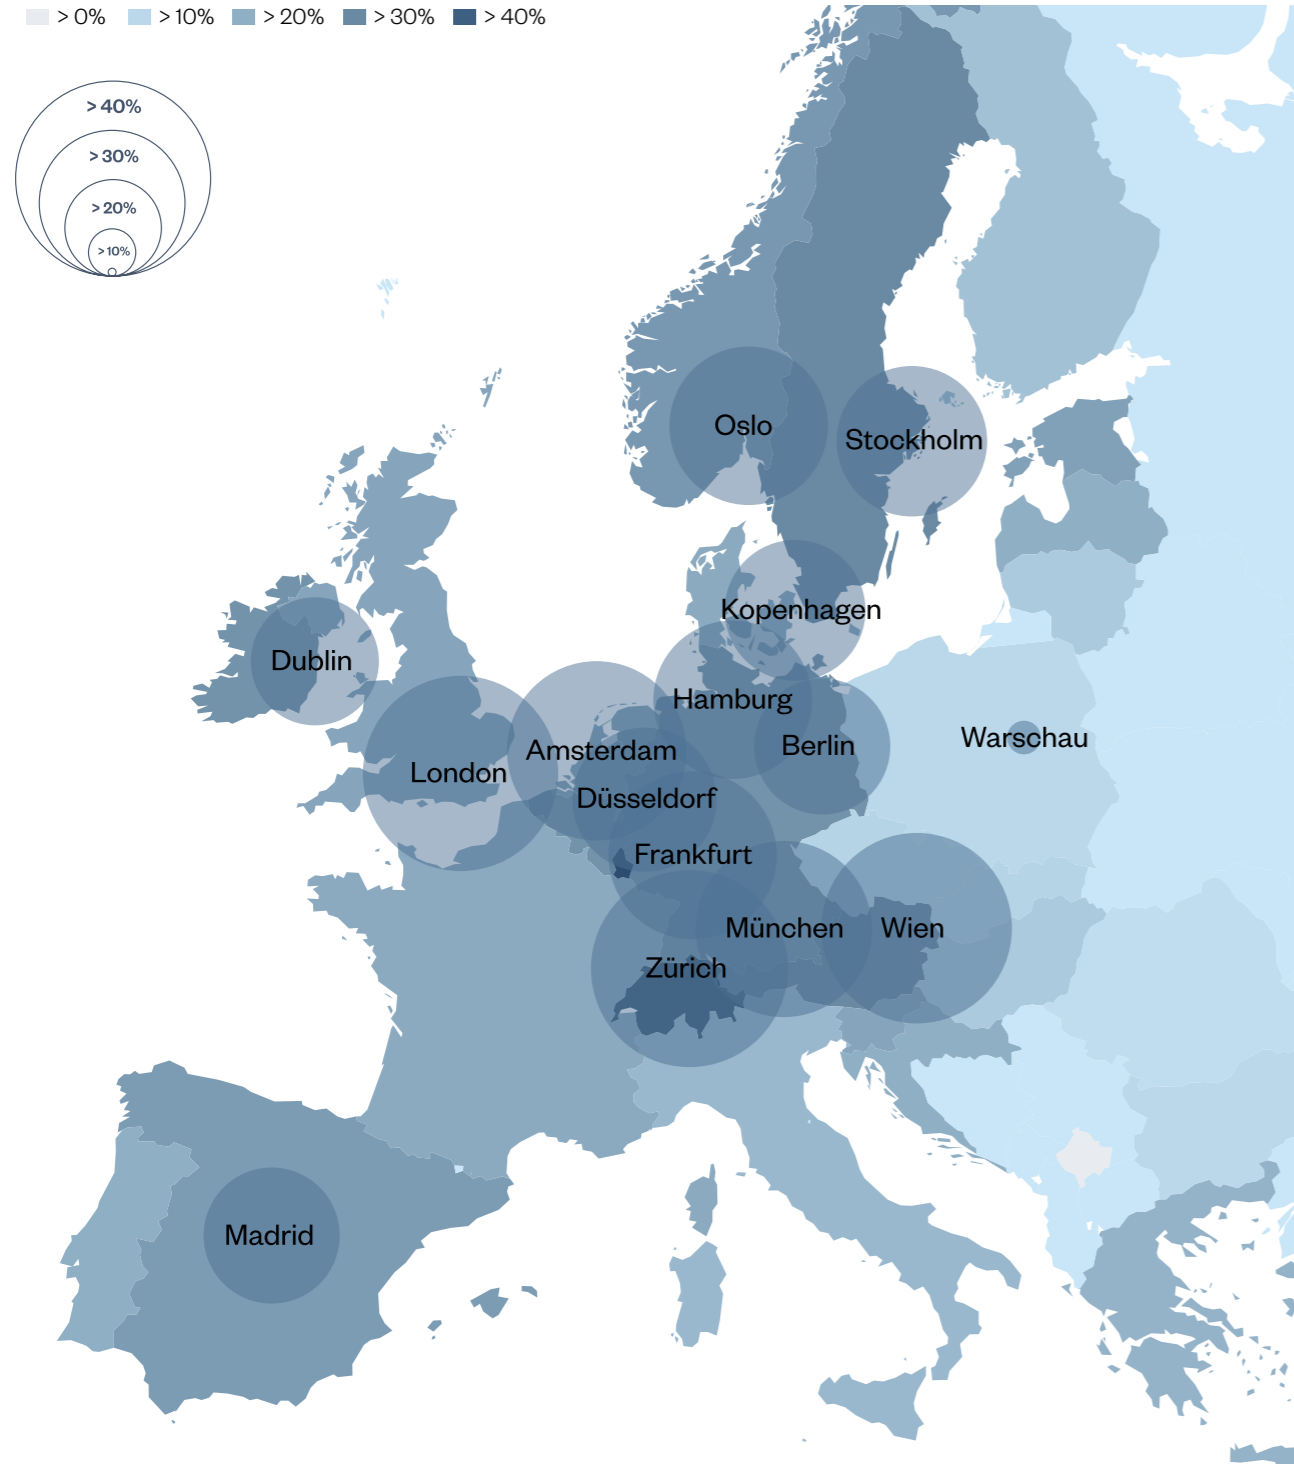 > 0% > 10% > 20% > 30% > 40%
> 40%
> 30%
> 20%
> 10%
Oslo
Stockholm
Kopenhagen
Dublin
Hamburg
Warschau
Berlin
Amsterdam
London
Düsseldorf
Frankfurt
München
Wien
Zürich
Madrid